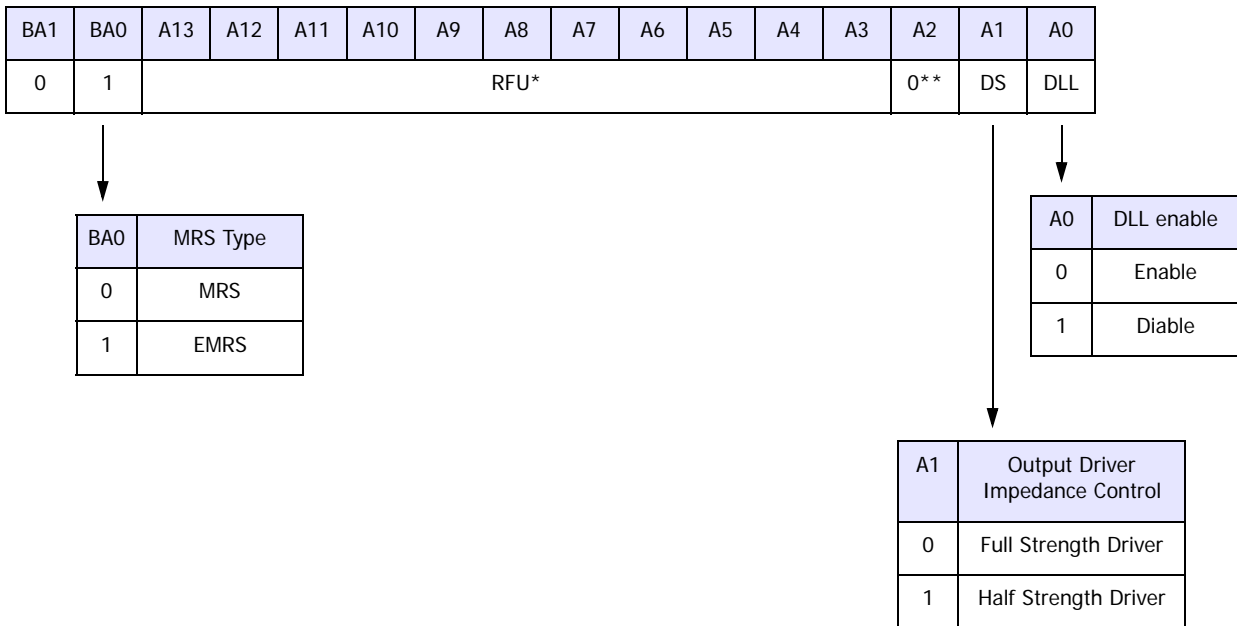 BA1 BA0 A13 A12 A11 A10 A9 A8 A7 A6 A5 A4 A3 A2 A1 A0
0 1 RFU* 0** DS DLL
BA0 MRS Type
0 MRS
1 EMRS
A0 DLL enable
0 Enable
1 Diable
A1 Output Driver
Impedance Control
0 Full Strength Driver
1 Half Strength Driver